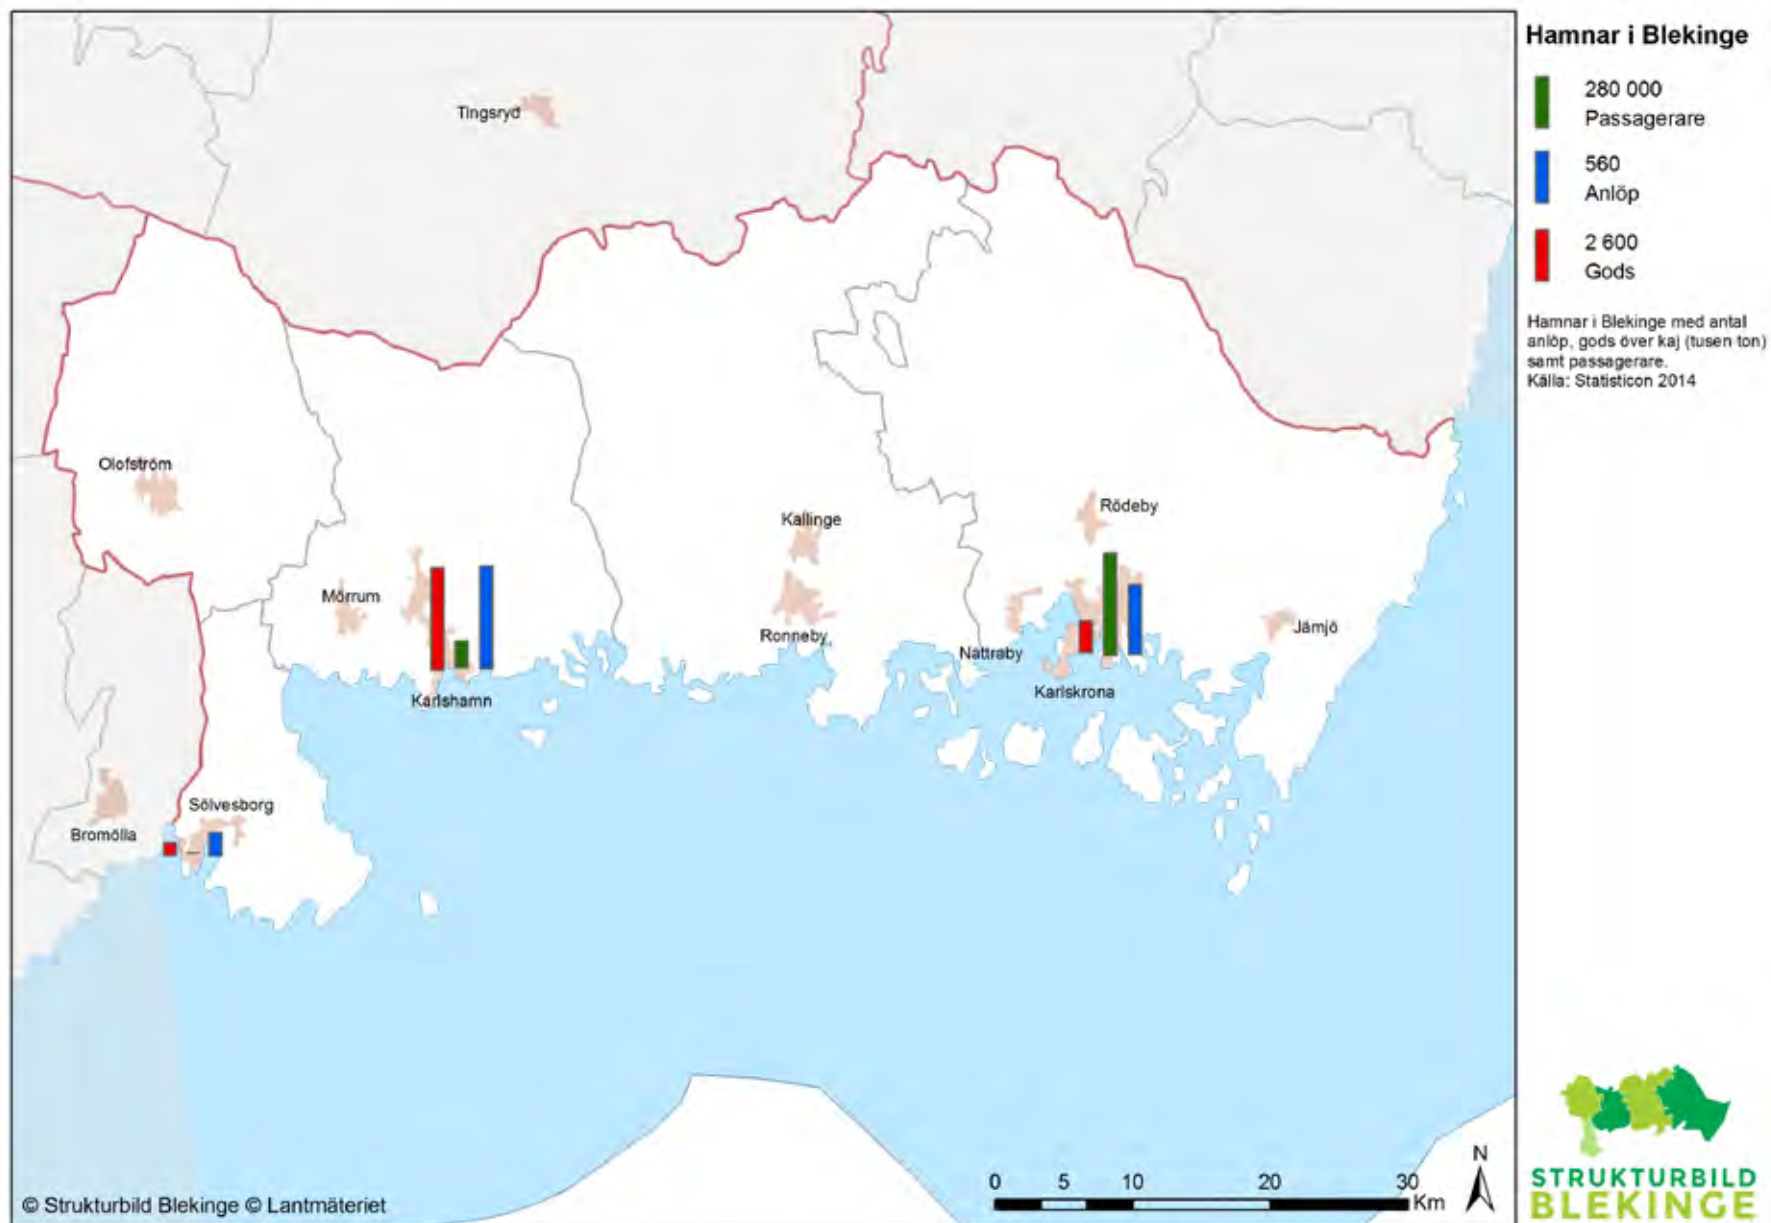 Hamnar i Blekinge
280 000
Passagerare
560
Anlöp
2 600
Gods
Hamnar i Blekinge med antal
anlöp, gods över kaj (tusen ton)
samt passagerare.
Källa: Statisticon 2014
Tingsryd
Olofström
Kallinge
Rödeby
Mörrum
Ronneby
Nättraby
Jämjö
Karlshamn
Karlskrona
Sölvesborg
Bromölla
0 5 10 20 30
Km
N
© Strukturbild Blekinge © Lantmäteriet
STRUKTURBILD
BLEKINGE